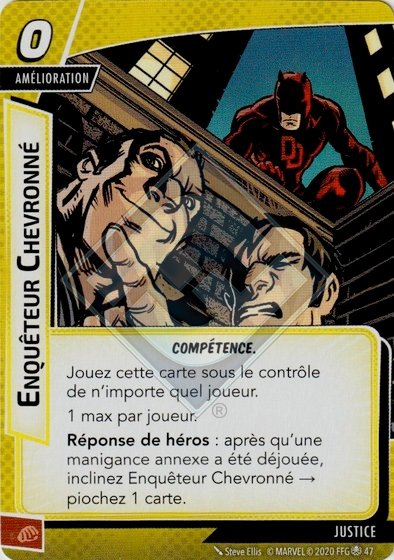 0
AMÉLIORATION
DD
ENQUÊTEUR CHEVRONNÉ
COMPÉTENCE.
Jouez cette carte sous le contrôle
de n'importe quel joueur.
1 max par joueur.
®
Réponse de héros : après qu'une
manigance annexe a été déjouée,
inclinez Enquêteur Chevronné →
piochez 1 carte.
JUSTICE
Steve Ellis © MARVEL © 2020 FFG 47